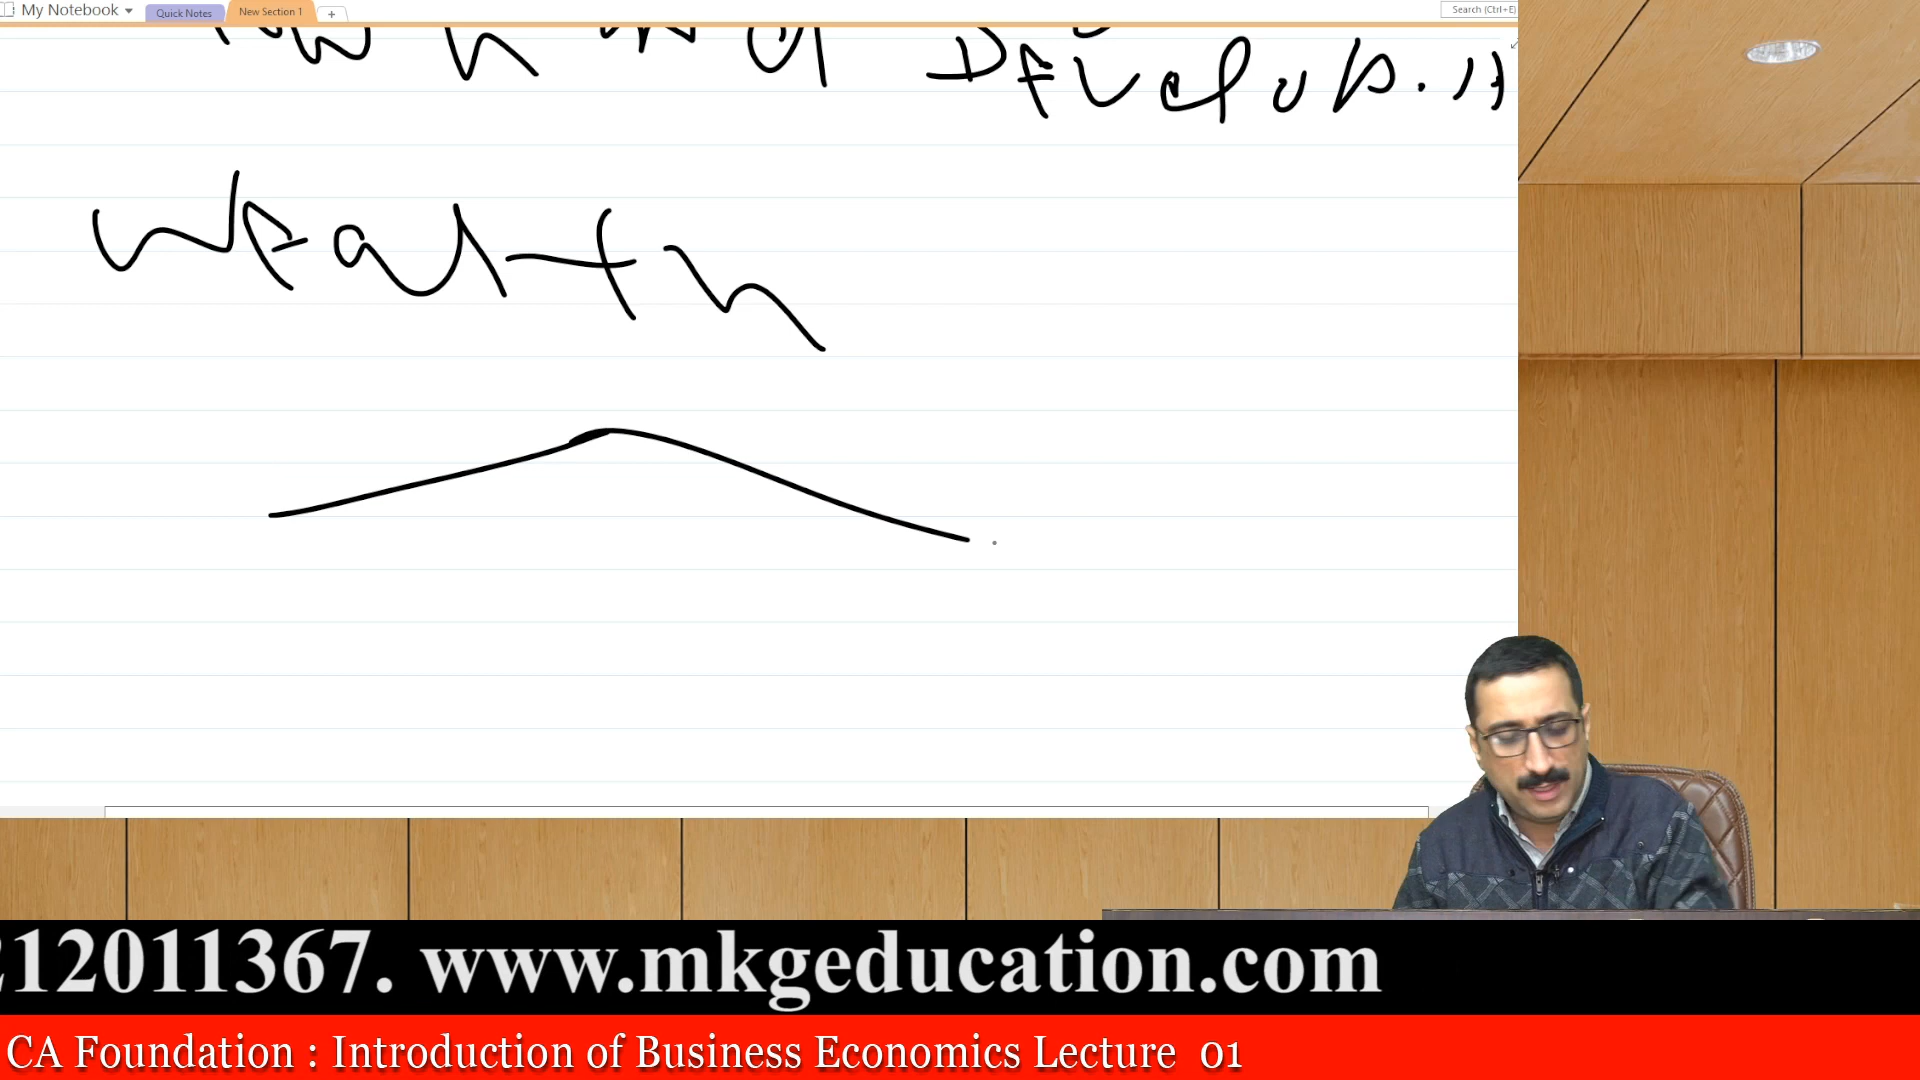 My Notebook
Quick Notes
New Section 1
+
Search (Ctrl+E)
Wealth
212011367. www.mkgeducation.com
CA Foundation : Introduction of Business Economics Lecture 01